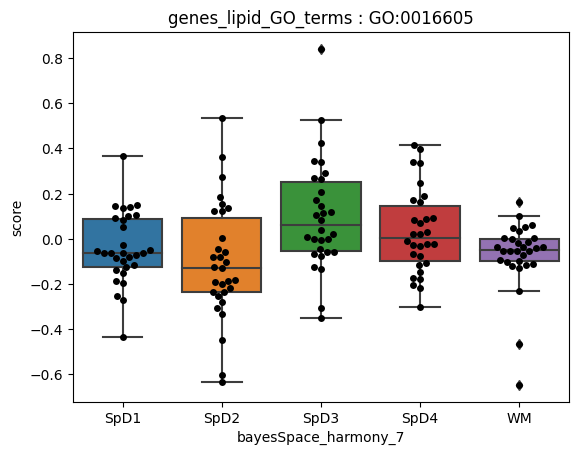 genes_lipid_GO_terms : GO:0016605
score
0.8
0.6
0.4
0.2
0.0
−0.2
−0.4
−0.6
SpD1 SpD2 SpD3 SpD4 WM
bayesSpace_harmony_7